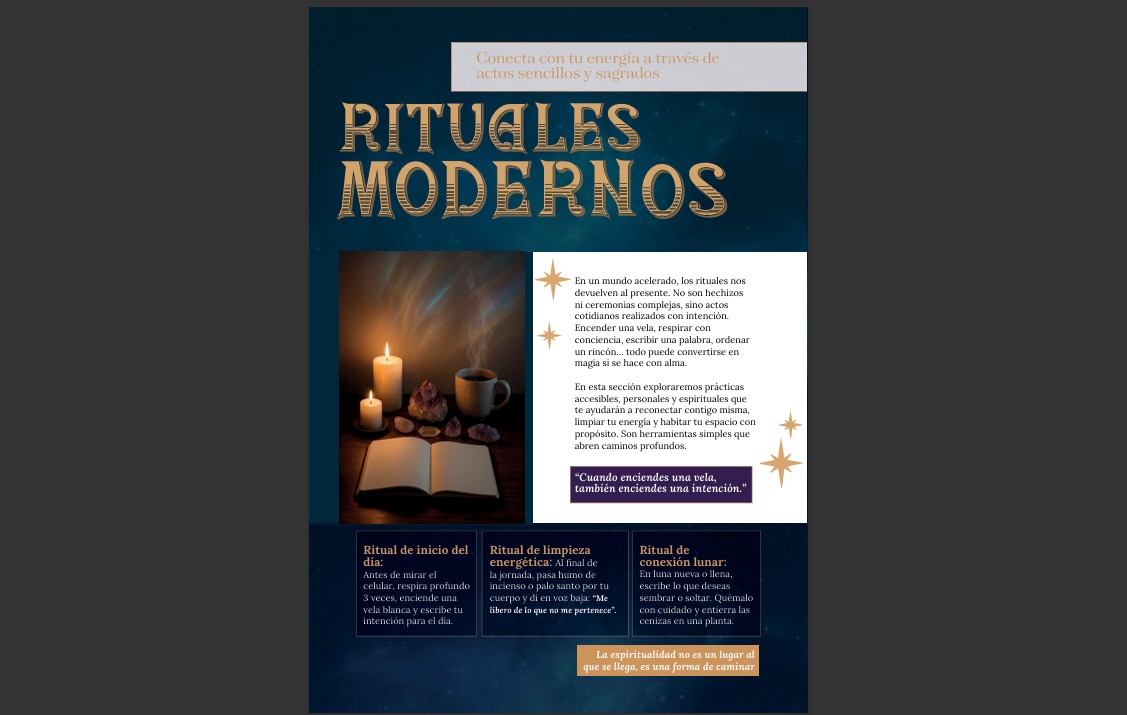 Conecta con tu energía a través de
actos sencillos y sagrados
RITUALES
MODERNOS
En un mundo acelerado, los rituales nos
devuelven al presente. No son hechizos
ni ceremonias complejas, sino actos
cotidianos realizados con intención.
Encender una vela, respirar con
conciencia, escribir una palabra, ordenar
un rincón... todo puede convertirse en
magia si se hace con alma.
En esta sección exploraremos prácticas
accesibles, personales y espirituales que
te ayudarán a reconectar contigo misma,
limpiar tu energía y habitar tu espacio con
propósito. Son herramientas simples que
abren caminos profundos.
“Cuando enciendes una vela,
también enciendes una intención.”
Ritual de inicio del
día:
Antes de mirar el
celular, respira profundo
3 veces, enciende una
vela blanca y escribe tu
intención para el día.
Ritual de limpieza
energética: Al final de
la jornada, pasa humo de
incienso o palo santo por tu
cuerpo y di en voz baja: “Me
libero de lo que no me pertenece”.
Ritual de
conexión lunar:
En luna nueva o llena,
escribe lo que deseas
sembrar o soltar. Quémalo
con cuidado y entierra las
cenizas en una planta.
La espiritualidad no es un lugar al
que se llega, es una forma de caminar